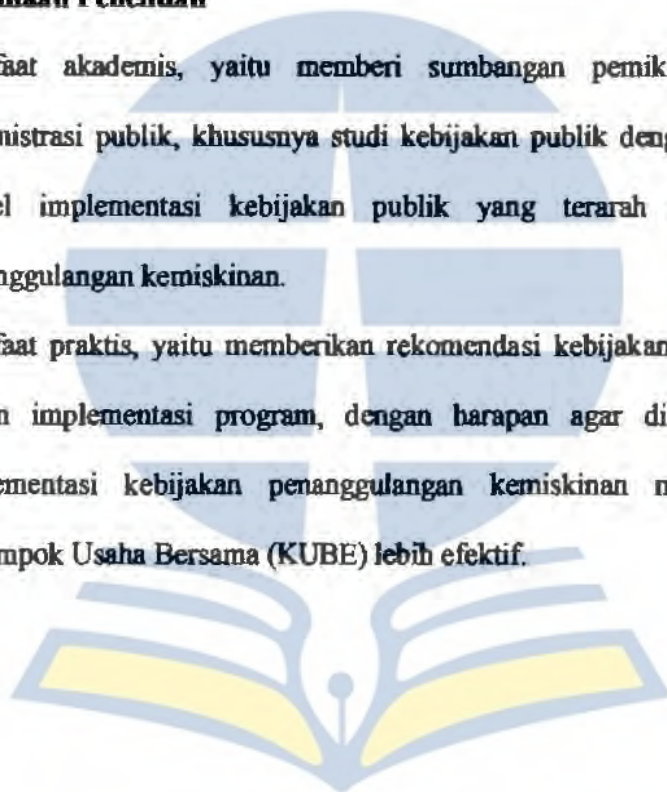 faat akademis, yaitu memberi sumbangan pemik
nistrasi publik, khususnya studi kebijakan publik deng
el implementasi kebijakan publik yang terarah
nggulangan kemiskinan.
faat praktis, yaitu memberikan rekomendasi kebijakan
n implementasi program, dengan harapan agar di
ementasi kebijakan penanggulangan kemiskinan m
mpok Usaha Bersama (KUBE) lebih efektif.